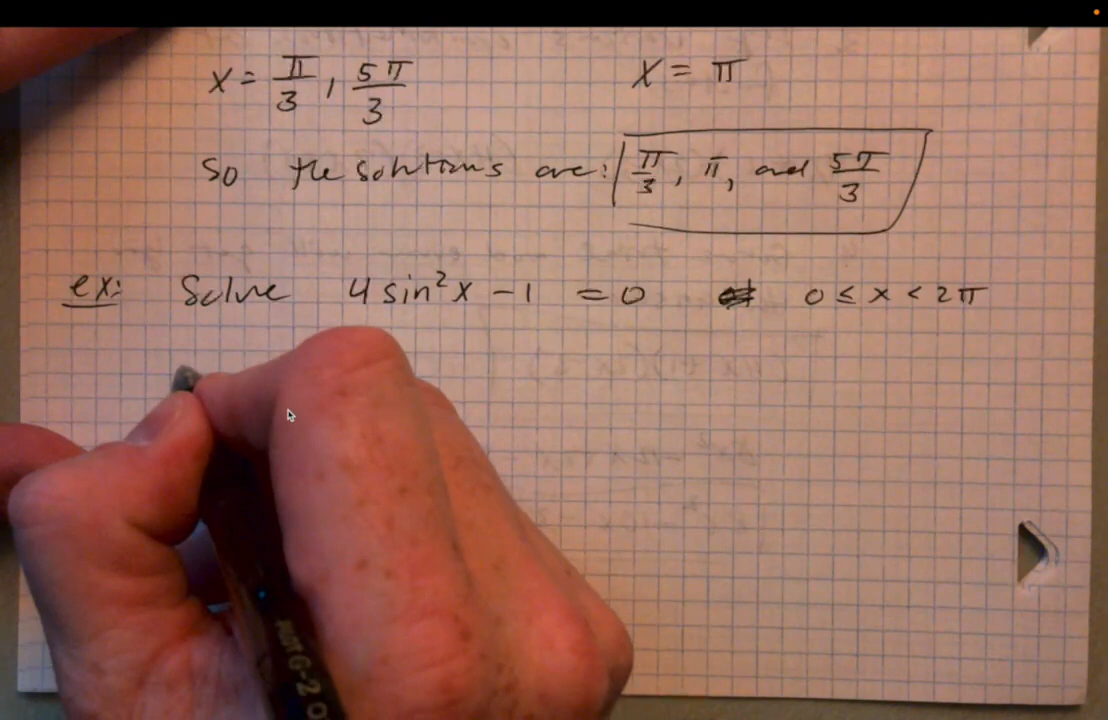 x = π/3, 5π/3 x = π
So the solutions are: π/3, π, and 5π/3
ex: Solve 4 sin²x - 1 = 0 0 ≤ x < 2π
G-2